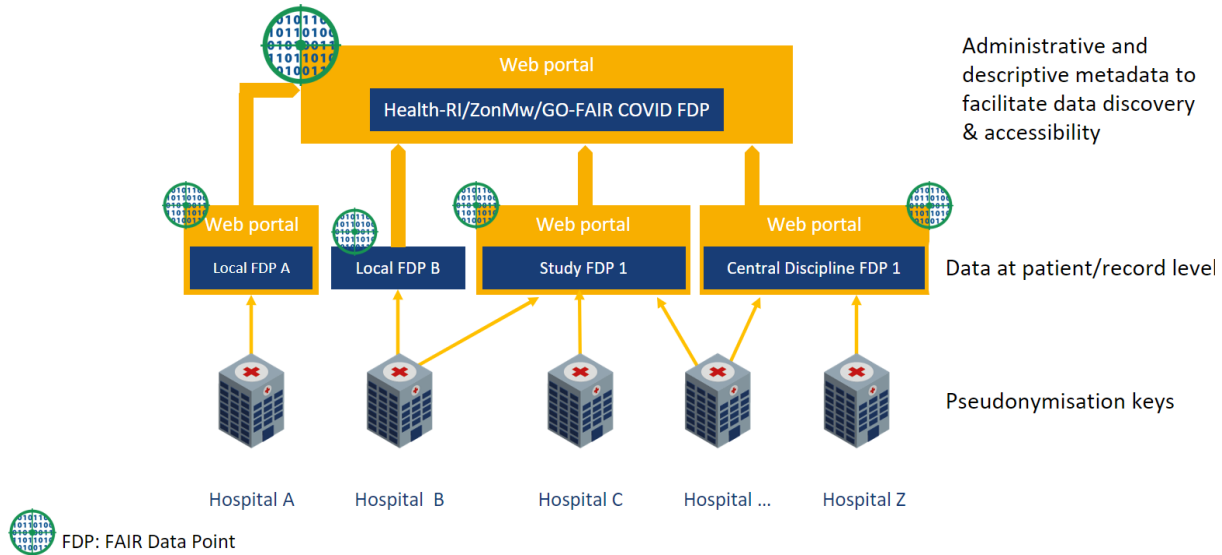 Web portal
Health-RI/ZonMw/GO-FAIR COVID FDP
Administrative and
descriptive metadata to
facilitate data discovery
& accessibility
Web portal
Local FDP A
Local FDP B
Web portal
Study FDP 1
Web portal
Central Discipline FDP 1
Data at patient/record level
Pseudonymisation keys
Hospital A
Hospital B
Hospital C
Hospital ...
Hospital Z
FDP: FAIR Data Point